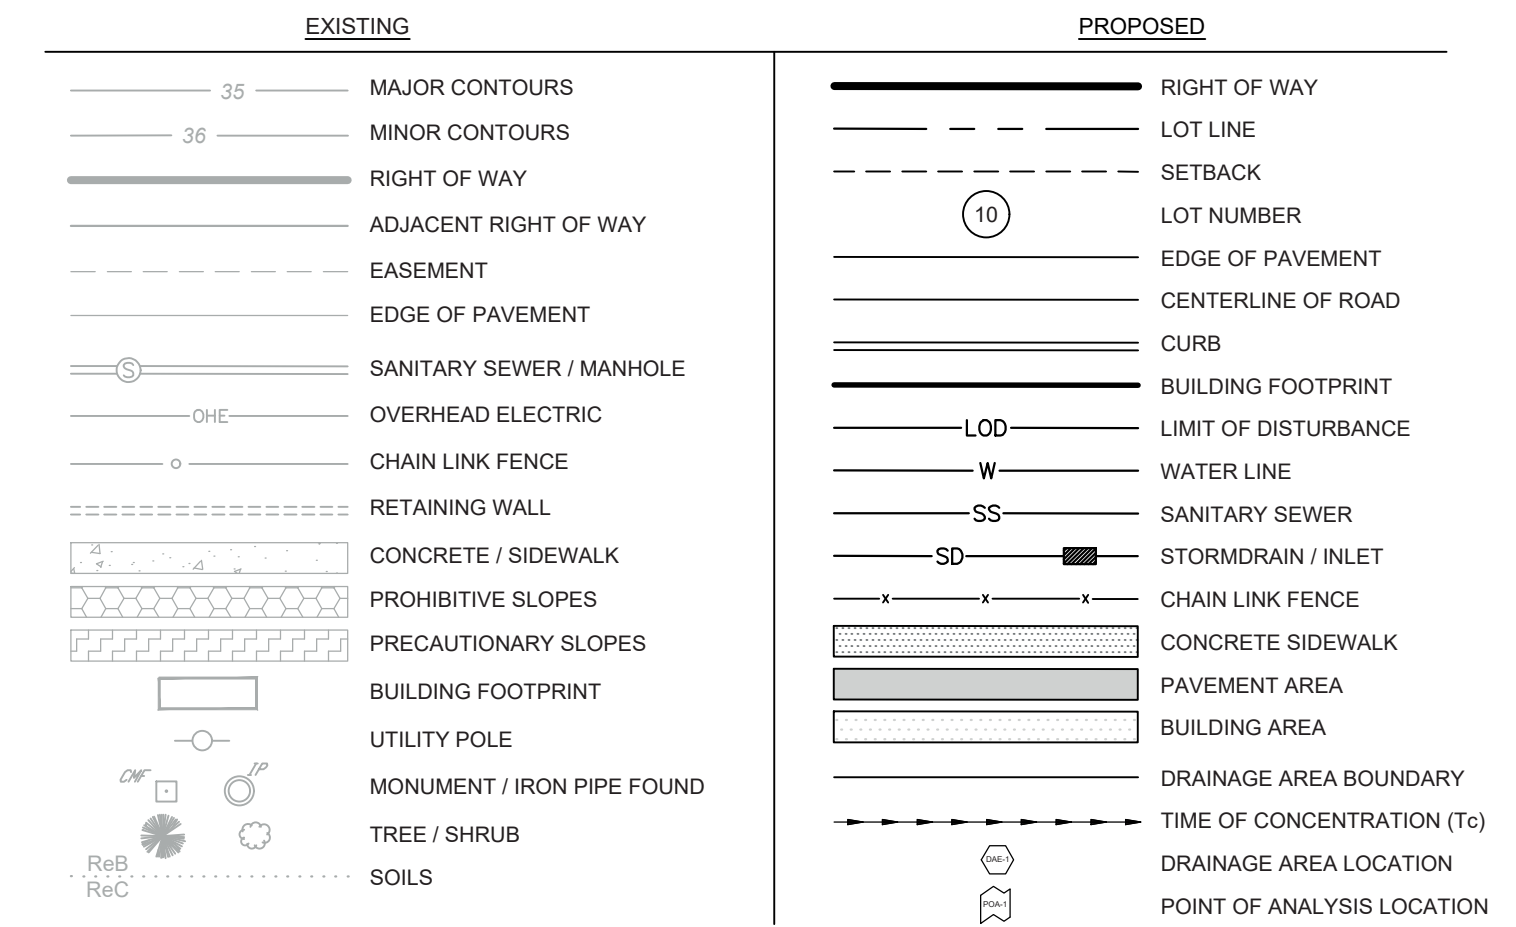 EXISTING
35 MAJOR CONTOURS
36 MINOR CONTOURS
RIGHT OF WAY
ADJACENT RIGHT OF WAY
EASEMENT
EDGE OF PAVEMENT
S SANITARY SEWER / MANHOLE
OHE OVERHEAD ELECTRIC
CHAIN LINK FENCE
RETAINING WALL
CONCRETE / SIDEWALK
PROHIBITIVE SLOPES
PRECAUTIONARY SLOPES
BUILDING FOOTPRINT
UTILITY POLE
CMF IP MONUMENT / IRON PIPE FOUND
TREE / SHRUB
ReB
SOILS
ReC
PROPOSED
RIGHT OF WAY
LOT LINE
SETBACK
10 LOT NUMBER
EDGE OF PAVEMENT
CENTERLINE OF ROAD
CURB
BUILDING FOOTPRINT
LOD LIMIT OF DISTURBANCE
W WATER LINE
SS SANITARY SEWER
SD STORMDRAIN / INLET
x x x CHAIN LINK FENCE
CONCRETE SIDEWALK
PAVEMENT AREA
BUILDING AREA
DRAINAGE AREA BOUNDARY
TIME OF CONCENTRATION (Tc)
DAE-1 DRAINAGE AREA LOCATION
POA-1 POINT OF ANALYSIS LOCATION